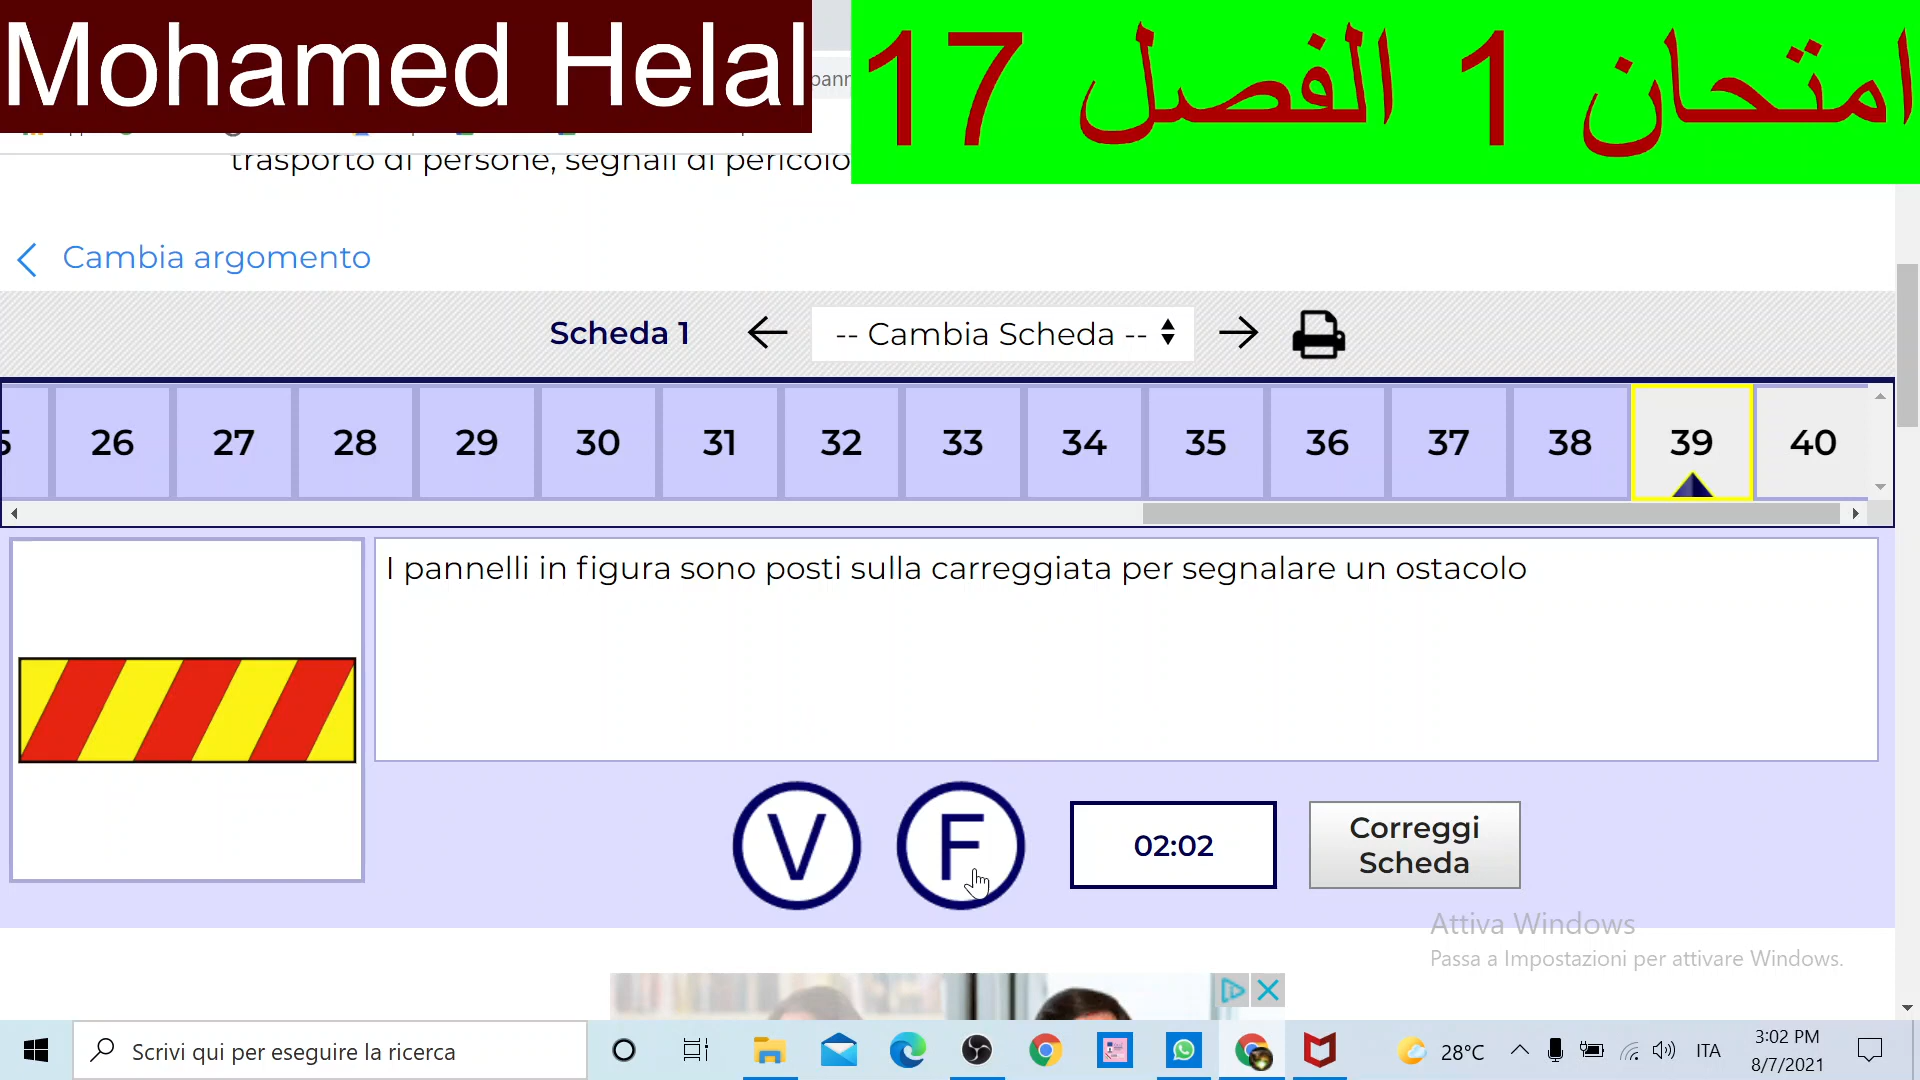 Mohamed Helal
امتحان 1 الفصل 17
trasporto di persone, segnali di pericolo
Cambia argomento
Scheda 1
-- Cambia Scheda --
26 27 28 29 30 31 32 33 34 35 36 37 38 39 40
I pannelli in figura sono posti sulla carreggiata per segnalare un ostacolo
V F 02:02 Correggi
Scheda
Attiva Windows
Passa a Impostazioni per attivare Windows.
Scrivi qui per eseguire la ricerca
28°C ITA
3:02 PM
8/7/2021